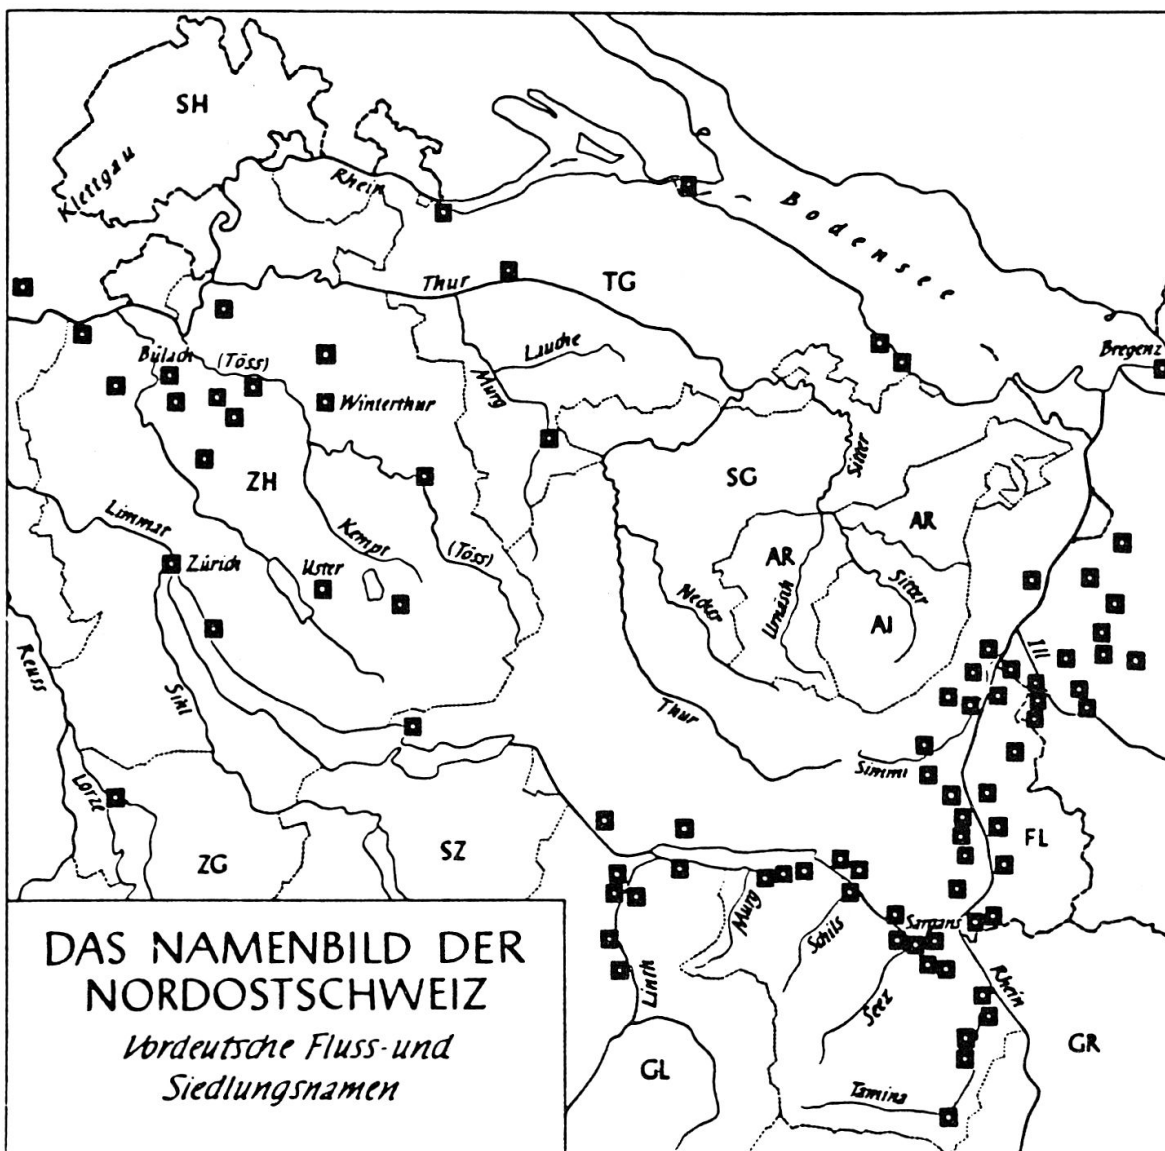 SH
Klettgau
Rhein
Bodensee
Thur
TG
Bülach
(Töss)
Lauche
Murg
Bregenz
Winterthur
Sitter
ZH
SG
Limmat
Kempt
AR
AR
Zürich
Uster
(Töss)
Necker
Urnäsch
Sitter
AI
Ill
Reuss
Sihl
Thur
Simmi
Lorze
ZG
SZ
FL
Murg
Schils
Sargans
Linth
Seez
Rhein
GL
Tamina
GR
DAS NAMENBILD DER
NORDOSTSCHWEIZ
Vordeutsche Fluss- und
Siedlungsnamen